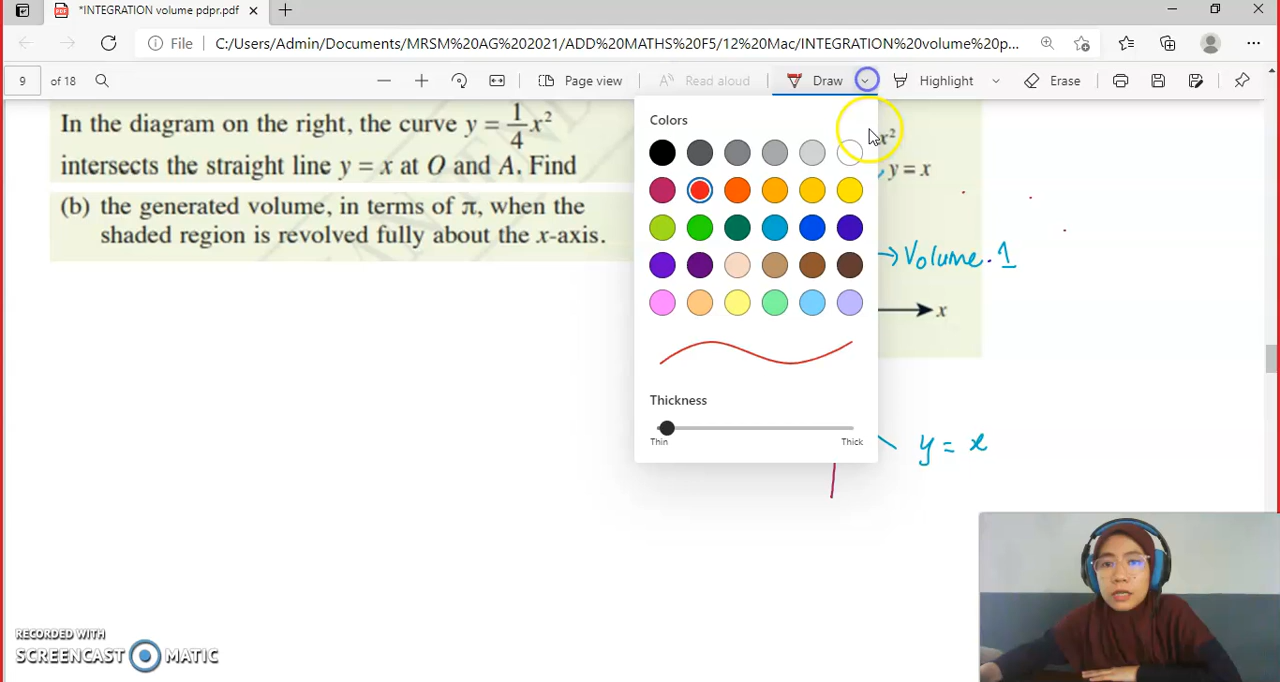 *INTEGRATION volume pdpr.pdf
File C:/Users/Admin/Documents/MRSM%20AG%202021/ADD%20MATHS%20F5/12%20Mac/INTEGRATION%20volume%20p...
9 of 18 Page view Read aloud Draw Highlight Erase
In the diagram on the right, the curve y = 1/4 x²
intersects the straight line y = x at O and A. Find
(b) the generated volume, in terms of π, when the
shaded region is revolved fully about the x-axis.
Colors
Thickness
Thin Thick
x²
y = x
→ Volume. 1
x
y = x
RECORDED WITH
SCREENCAST MATIC